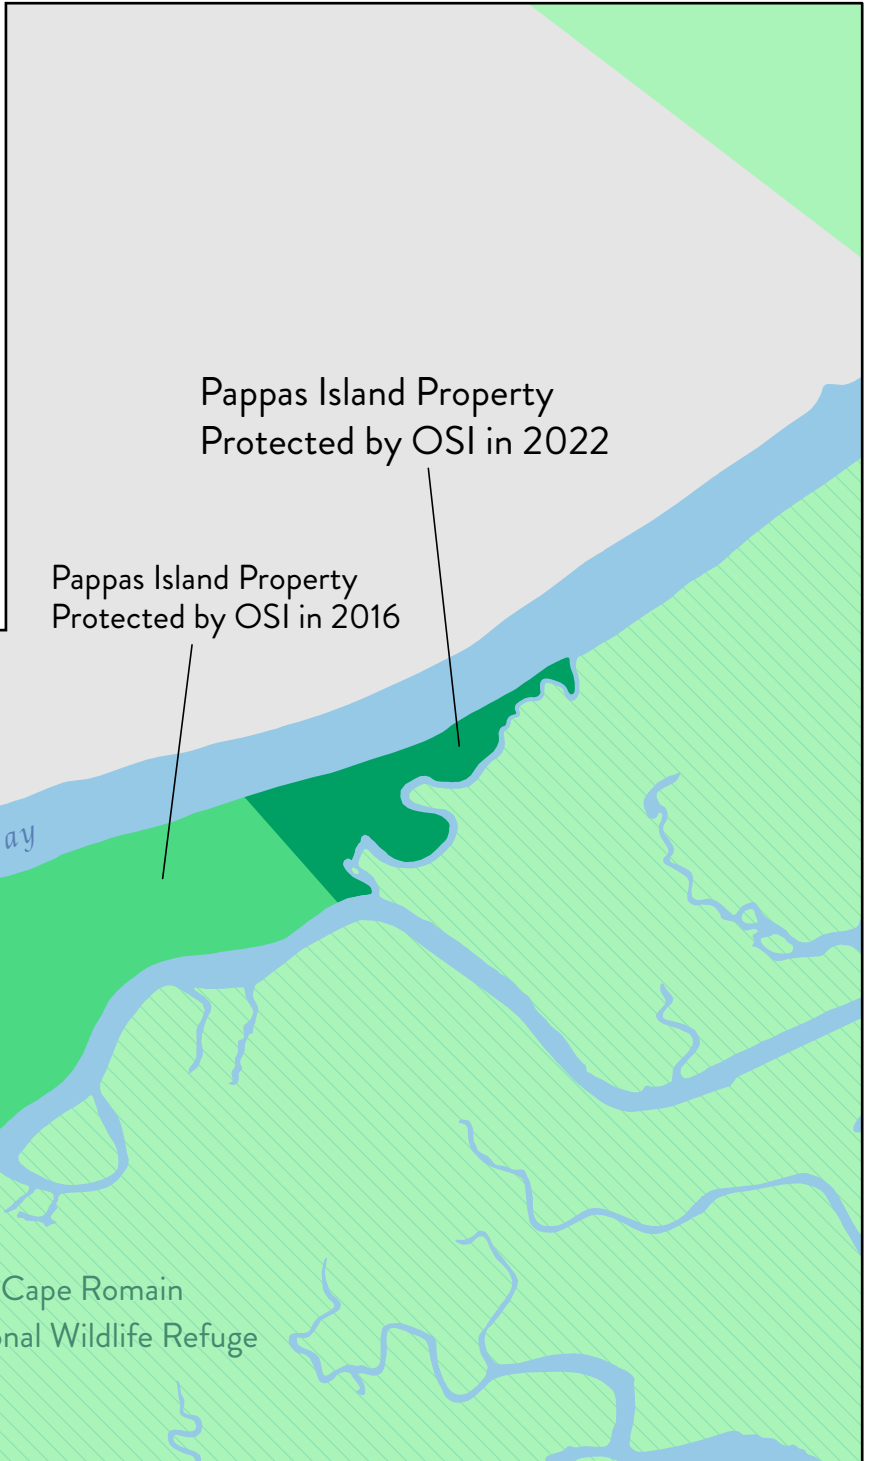 Pappas Island Property
Protected by OSI in 2022
Pappas Island Property
Protected by OSI in 2016
ay
Cape Romain
onal Wildlife Refuge